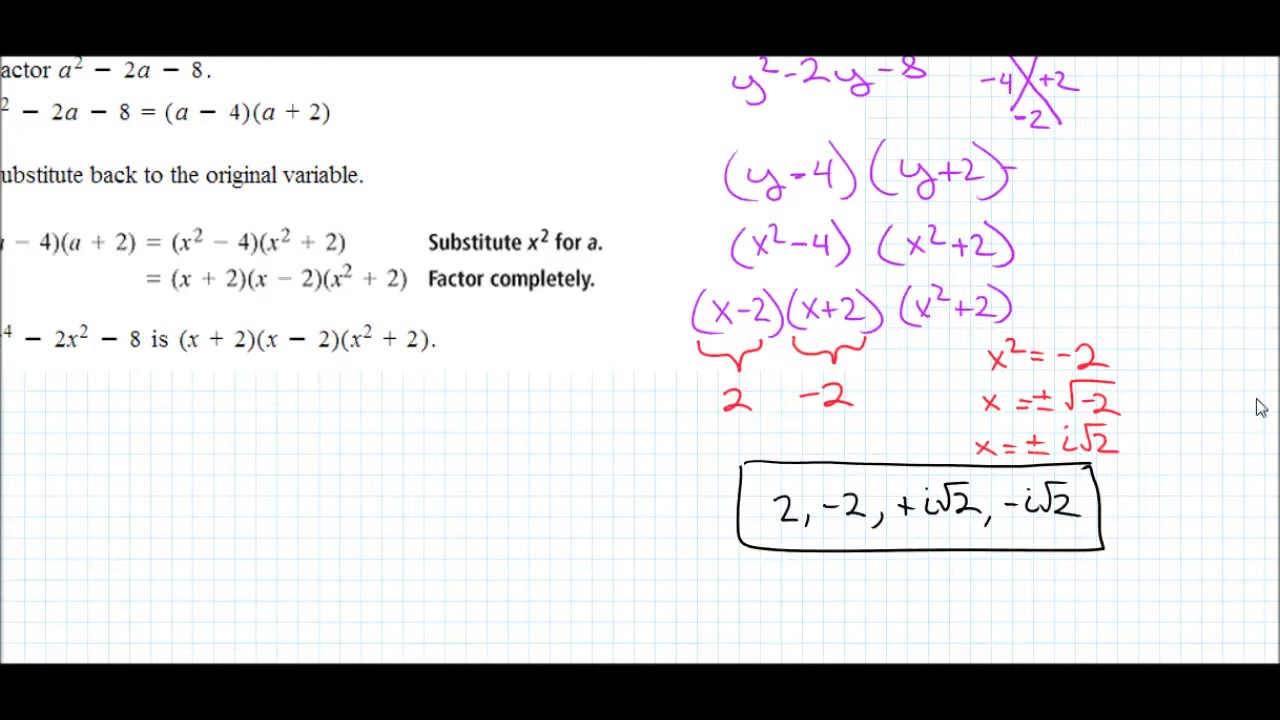 actor a² − 2a − 8.
² − 2a − 8 = (a − 4)(a + 2)
ubstitute back to the original variable.
− 4)(a + 2) = (x² − 4)(x² + 2) Substitute x² for a.
= (x + 2)(x − 2)(x² + 2) Factor completely.
⁴ − 2x² − 8 is (x + 2)(x − 2)(x² + 2).
y²-2y-8
-4 +2
-2
(y-4)(y+2)
(x²-4)(x²+2)
(x-2)(x+2)(x²+2)
x²=-2
2 -2
x=±√-2
x=±i√2
2, -2, +i√2, -i√2